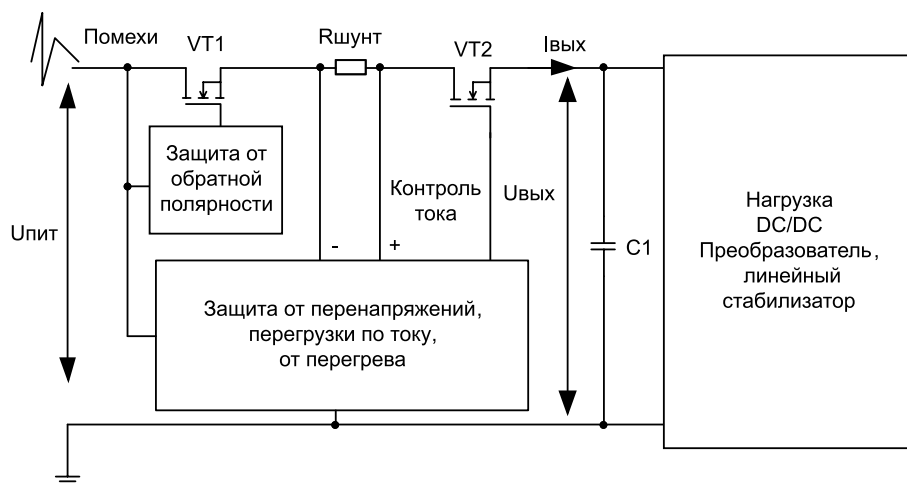 Помехи
VT1
Rшунт
VT2
Iвых
Защита от
обратной
полярности
Контроль
тока
Uвых
Uпит
- +
C1
Нагрузка
DC/DC
Преобразователь,
линейный
стабилизатор
Защита от перенапряжений,
перегрузки по току,
от перегрева